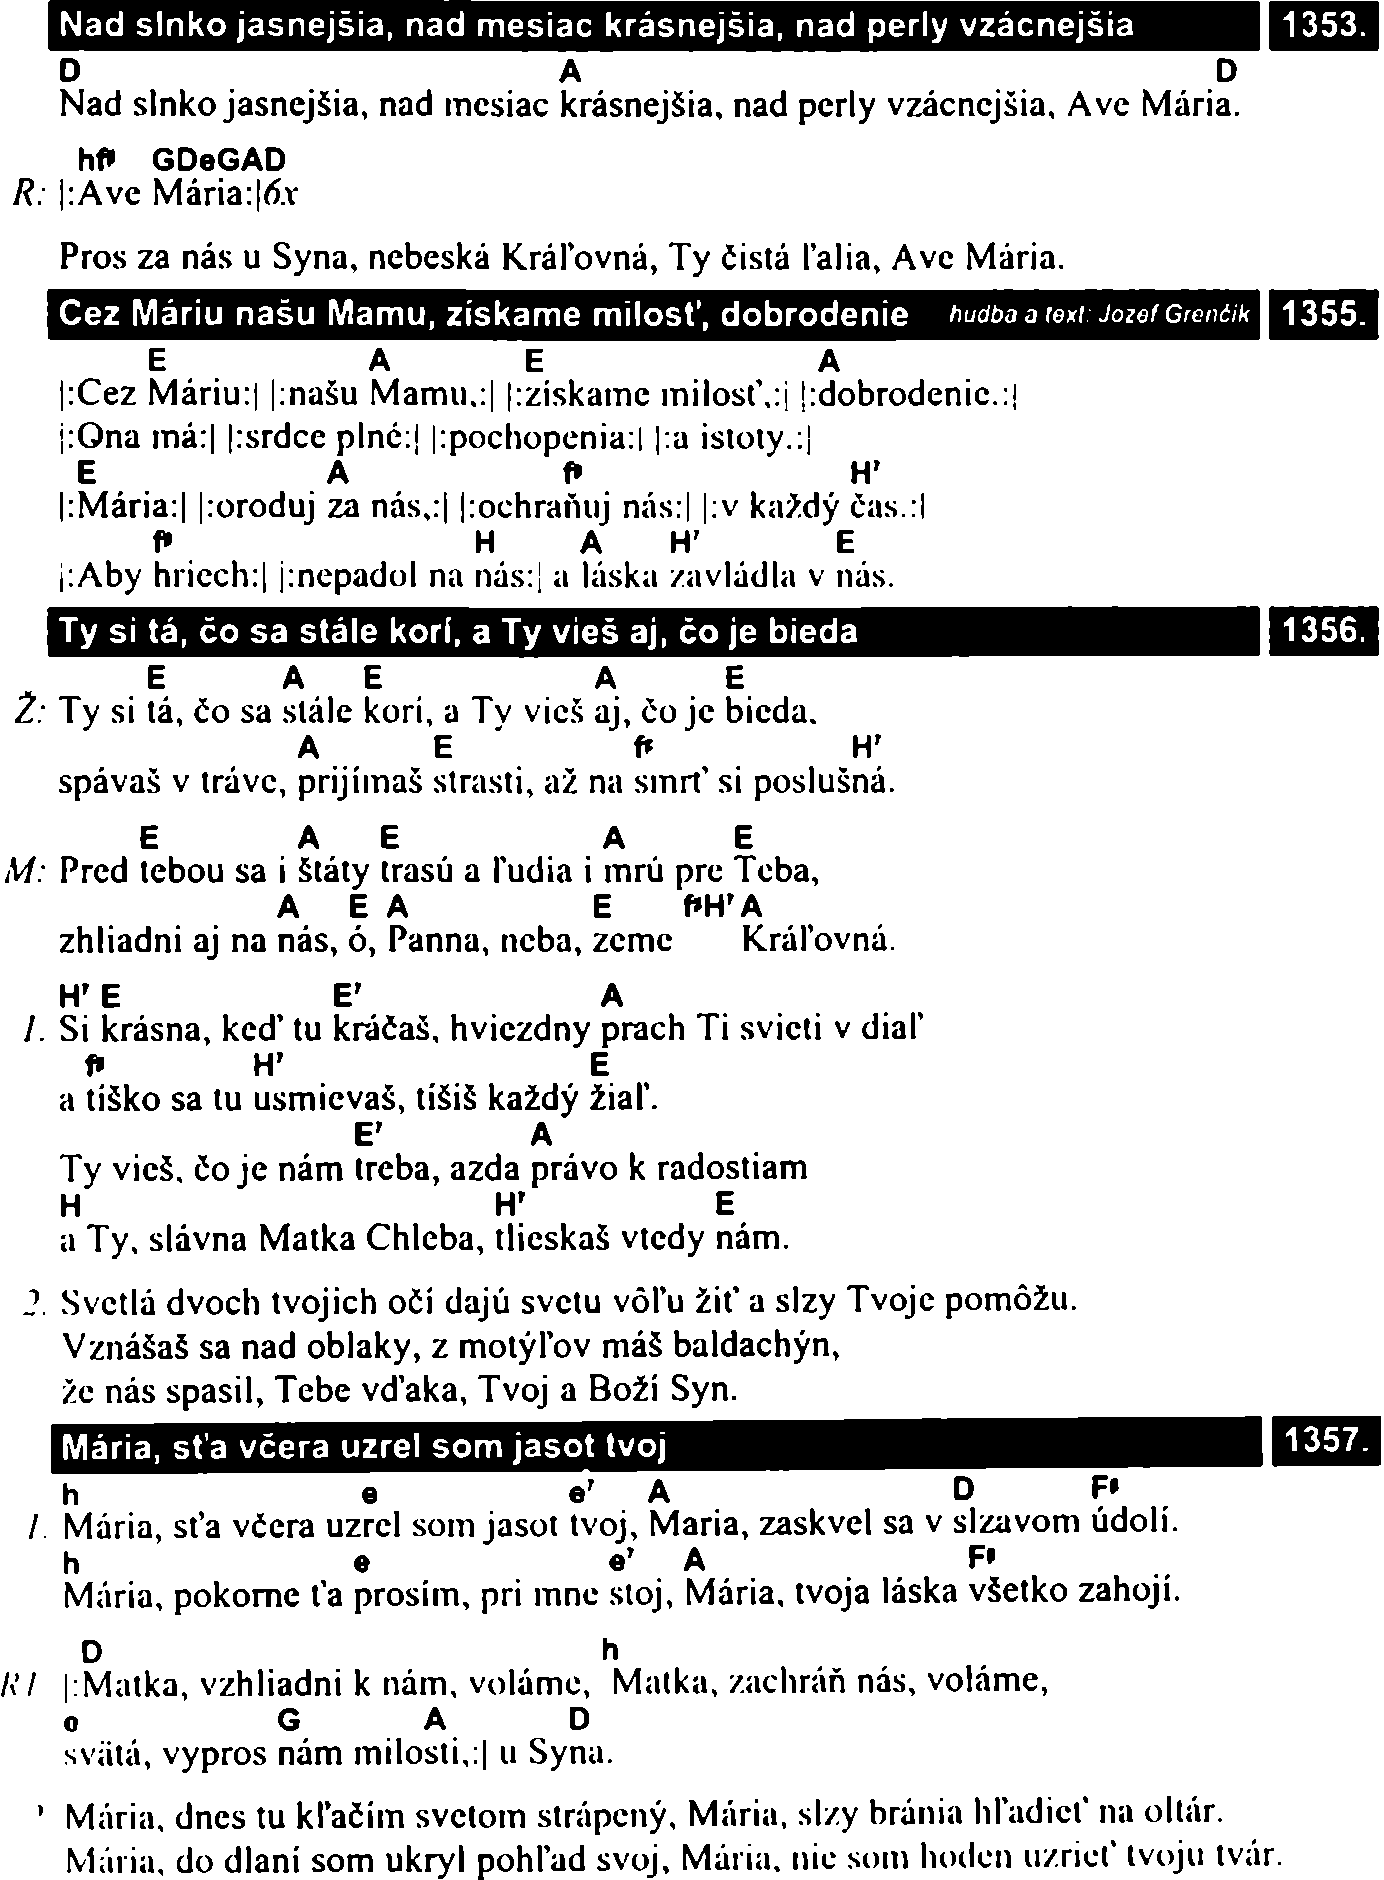 Nad slnko jasnejšia, nad mesiac krásnejšia, nad perly vzácnejšia 1353.
D A D
Nad slnko jasnejšia, nad mesiac krásnejšia, nad perly vzácnejšia, Ave Mária.
hf# GDeGAD
R: |:Ave Mária:|6x
Pros za nás u Syna, nebeská Kráľovná, Ty čistá ľalia, Ave Mária.
Cez Máriu našu Mamu, získame milosť, dobrodenie hudba a text: Jozef Grenčík 1355.
E A E A
|:Cez Máriu:| |:našu Mamu,:| |:získame milosť,:| |:dobrodenie.:|
|:Ona má:| |:srdce plné:| |:pochopenia:| |:a istoty.:|
E A f# H7
|:Mária:| |:oroduj za nás,:| |:ochraňuj nás:| |:v každý čas.:|
f# H A H7 E
|:Aby hriech:| |:nepadol na nás:| a láska zavládla v nás.
Ty si tá, čo sa stále korí, a Ty vieš aj, čo je bieda 1356.
E A E A E
Ž: Ty si tá, čo sa stále korí, a Ty vieš aj, čo je bieda,
A E f# H7
spávaš v tráve, prijímaš strasti, až na smrť si poslušná.
E A E A E
M: Pred tebou sa i štáty trasú a ľudia i mrú pre Teba,
A E A E f#H7 A
zhliadni aj na nás, ó, Panna, neba, zeme Kráľovná.
H7 E E7 A
1. Si krásna, keď tu kráčaš, hviezdny prach Ti svieti v diaľ
f# H7 E
a tíško sa tu usmievaš, tíšiš každý žiaľ.
E7 A
Ty vieš, čo je nám treba, azda právo k radostiam
H H7 E
a Ty, slávna Matka Chleba, tlieskaš vtedy nám.
2. Svetlá dvoch tvojich očí dajú svetu vôľu žiť a slzy Tvoje pomôžu.
Vznášaš sa nad oblaky, z motýľov máš baldachýn,
že nás spasil, Tebe vďaka, Tvoj a Boží Syn.
Mária, sťa včera uzrel som jasot tvoj 1357.
h e e7 A D F#
1. Mária, sťa včera uzrel som jasot tvoj, Maria, zaskvel sa v slzavom údolí.
h e e7 A F#
Mária, pokorne ťa prosím, pri mne stoj, Mária, tvoja láska všetko zahojí.
D h
R1 |:Matka, vzhliadni k nám, voláme, Matka, zachráň nás, voláme,
e G A D
svätá, vypros nám milosti,:| u Syna.
Mária, dnes tu kľačím svetom strápený, Mária, slzy bránia hľadieť na oltár.
Mária, do dlaní som ukryl pohľad svoj, Mária, nie som hoden uzrieť tvoju tvár.